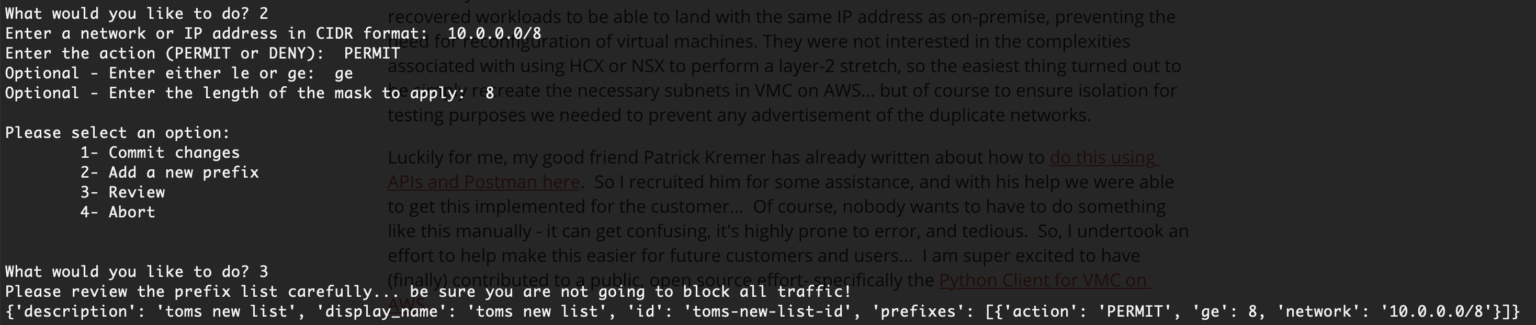 What would you like to do? 2
Enter a network or IP address in CIDR format:  10.0.0.0/8
Enter the action (PERMIT or DENY):  PERMIT
Optional - Enter either le or ge:  ge
Optional - Enter the length of the mask to apply:  8
Please select an option:
1- Commit changes
2- Add a new prefix
3- Review
4- Abort
What would you like to do? 3
Please review the prefix list carefully... be sure you are not going to block all traffic!
{'description': 'toms new list', 'display_name': 'toms new list', 'id': 'toms-new-list-id', 'prefixes': [{'action': 'PERMIT', 'ge': 8, 'network': '10.0.0.0/8'}]}
recovered workloads to be able to land with the same IP address as on-premise, preventing the
need for reconfiguration of virtual machines. They were not interested in the complexities
associated with using HCX or NSX to perform a layer-2 stretch, so the easiest thing turned out to
create the necessary subnets in VMC on AWS... but of course to ensure isolation for
testing purposes we needed to prevent any advertisement of the duplicate networks.
Luckily for me, my good friend Patrick Kremer has already written about how to do this using
APIs and Postman here.  So I recruited him for some assistance, and with his help we were able
to get this implemented for the customer...  Of course, nobody wants to have to do something
like this manually - it can get confusing, it's highly prone to error, and tedious.  So, I undertook an
effort to help make this easier for future customers and users...  I am super excited to have
(finally) contributed to a public, open source effort- specifically the Python Client for VMC on
AWS